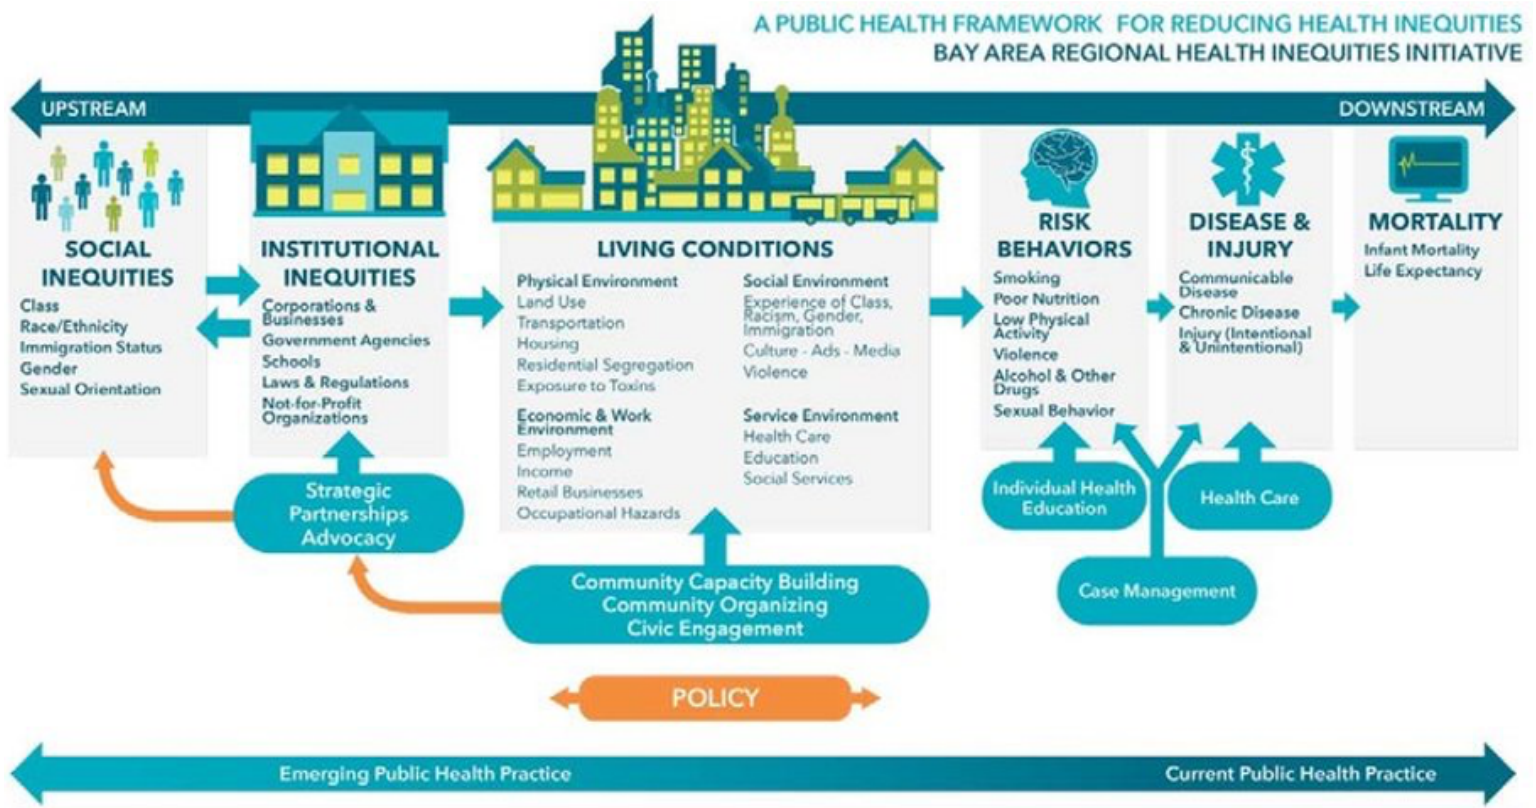 A PUBLIC HEALTH FRAMEWORK FOR REDUCING HEALTH INEQUITIES
BAY AREA REGIONAL HEALTH INEQUITIES INITIATIVE
UPSTREAM
DOWNSTREAM
SOCIAL
INEQUITIES
Class
Race/Ethnicity
Immigration Status
Gender
Sexual Orientation
INSTITUTIONAL
INEQUITIES
Corporations &
Businesses
Government Agencies
Schools
Laws & Regulations
Not-for-Profit
Organizations
LIVING CONDITIONS
Physical Environment
Land Use
Transportation
Housing
Residential Segregation
Exposure to Toxins
Economic & Work
Environment
Employment
Income
Retail Businesses
Occupational Hazards
Social Environment
Experience of Class,
Racism, Gender,
Immigration
Culture - Ads - Media
Violence
Service Environment
Health Care
Education
Social Services
RISK
BEHAVIORS
Smoking
Poor Nutrition
Low Physical
Activity
Violence
Alcohol & Other
Drugs
Sexual Behavior
DISEASE &
INJURY
Communicable
Disease
Chronic Disease
Injury (Intentional
& Unintentional)
MORTALITY
Infant Mortality
Life Expectancy
Strategic
Partnerships
Advocacy
Community Capacity Building
Community Organizing
Civic Engagement
Individual Health
Education
Health Care
Case Management
POLICY
Emerging Public Health Practice
Current Public Health Practice